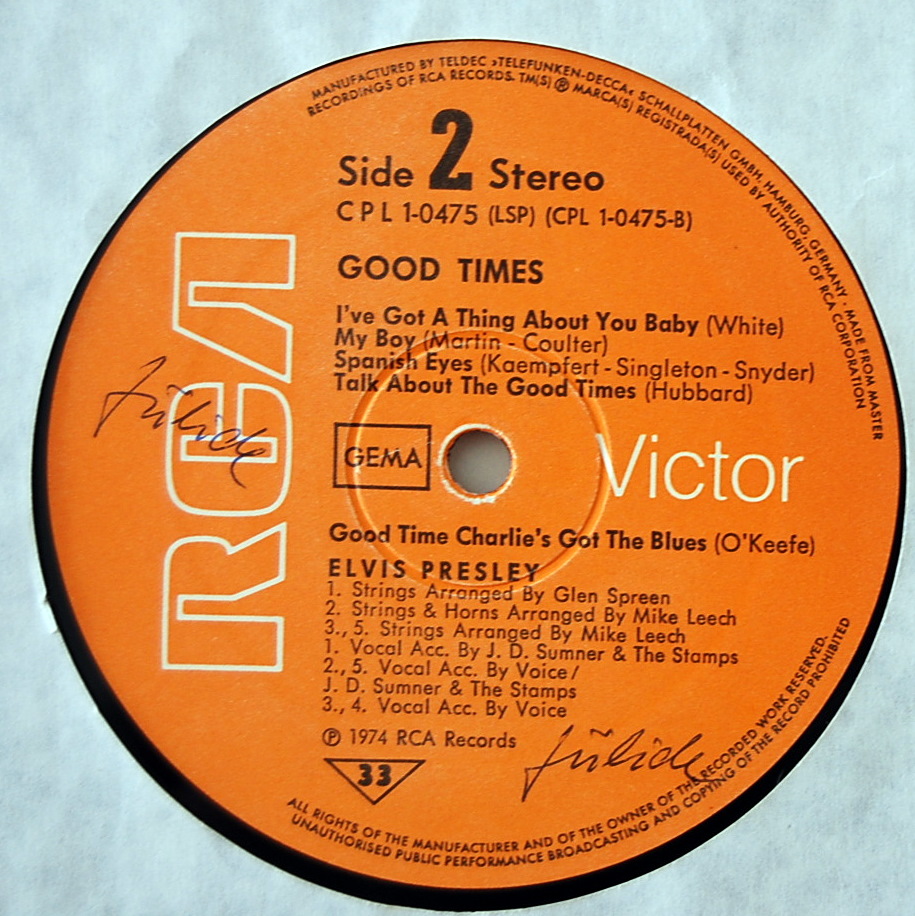 MANUFACTURED BY TELDEC »TELEFUNKEN-DECCA« SCHALLPLATTEN GMBH, HAMBURG, GERMANY · MADE FROM MASTER
RECORDINGS OF RCA RECORDS. TM(S) ® MARCA(S) REGISTRADA(S) USED BY AUTHORITY OF RCA CORPORATION
Side 2 Stereo
CPL 1-0475 (LSP) (CPL 1-0475-B)
GOOD TIMES
I've Got A Thing About You Baby (White)
My Boy (Martin - Coulter)
Spanish Eyes (Kaempfert - Singleton - Snyder)
Talk About The Good Times (Hubbard)
RCA
Jülide
GEMA
Victor
Good Time Charlie's Got The Blues (O'Keefe)
ELVIS PRESLEY
1. Strings Arranged By Glen Spreen
2. Strings & Horns Arranged By Mike Leech
3., 5. Strings Arranged By Mike Leech
1. Vocal Acc. By J. D. Sumner & The Stamps
2., 5. Vocal Acc. By Voice /
J. D. Sumner & The Stamps
3., 4. Vocal Acc. By Voice
℗ 1974 RCA Records
Jülide
33
ALL RIGHTS OF THE MANUFACTURER AND OF THE OWNER OF THE RECORDED WORK RESERVED.
UNAUTHORISED PUBLIC PERFORMANCE BROADCASTING AND COPYING OF THE RECORD PROHIBITED